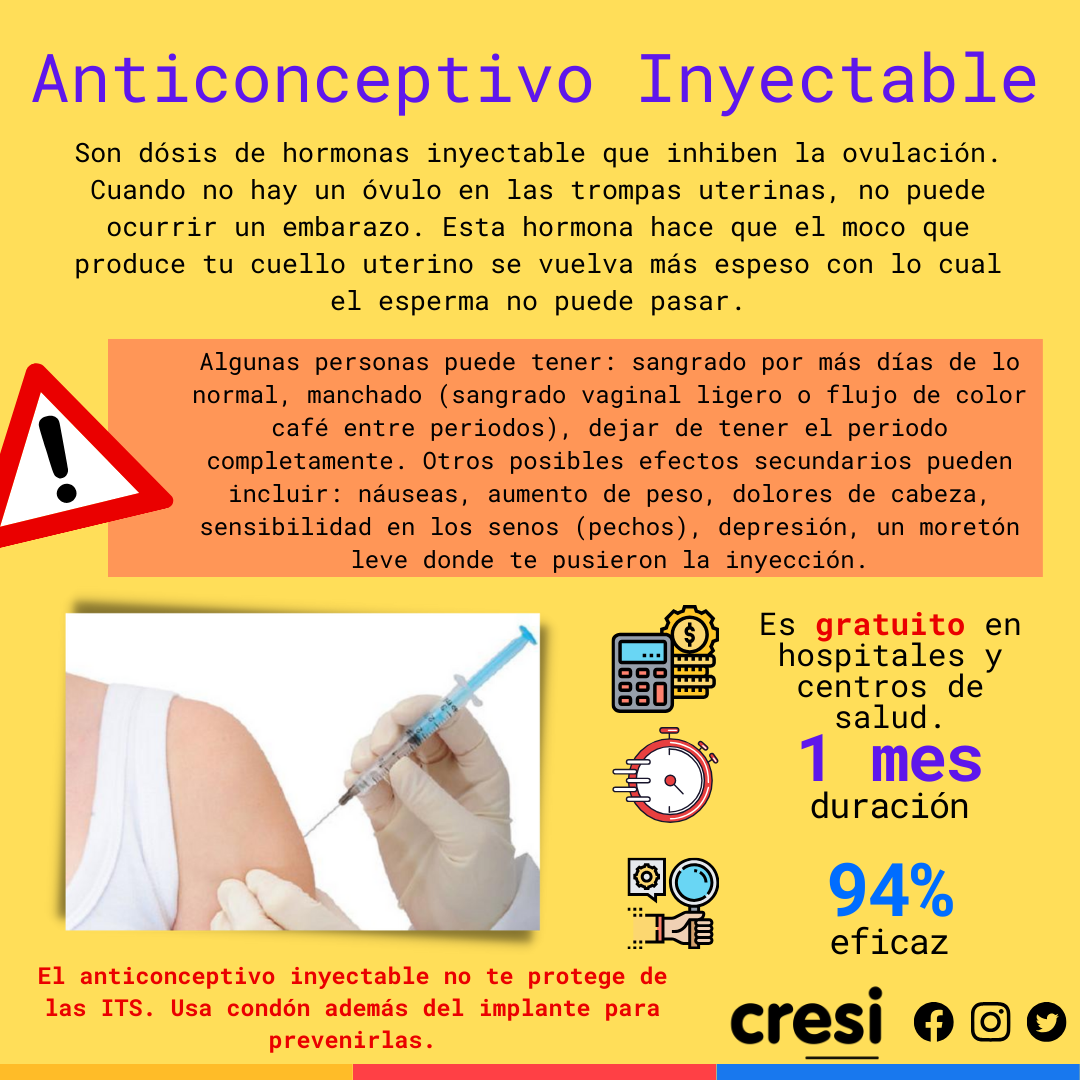 Anticonceptivo Inyectable
Son dósis de hormonas inyectable que inhiben la ovulación.
Cuando no hay un óvulo en las trompas uterinas, no puede
ocurrir un embarazo. Esta hormona hace que el moco que
produce tu cuello uterino se vuelva más espeso con lo cual
el esperma no puede pasar.
Algunas personas puede tener: sangrado por más días de lo
normal, manchado (sangrado vaginal ligero o flujo de color
café entre periodos), dejar de tener el periodo
completamente. Otros posibles efectos secundarios pueden
incluir: náuseas, aumento de peso, dolores de cabeza,
sensibilidad en los senos (pechos), depresión, un moretón
leve donde te pusieron la inyección.
Es gratuito en
hospitales y
centros de
salud.
1 mes
duración
94%
eficaz
El anticonceptivo inyectable no te protege de
las ITS. Usa condón además del implante para
prevenirlas.
cresi